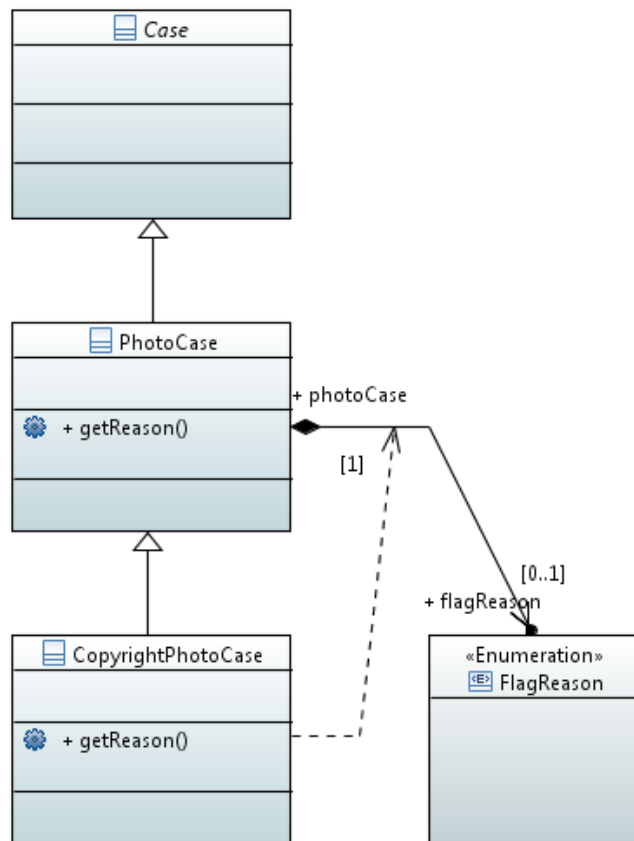 Case
PhotoCase
+ photoCase
+ getReason()
[1]
[0..1]
+ flagReason
CopyrightPhotoCase
«Enumeration»
<E> FlagReason
+ getReason()